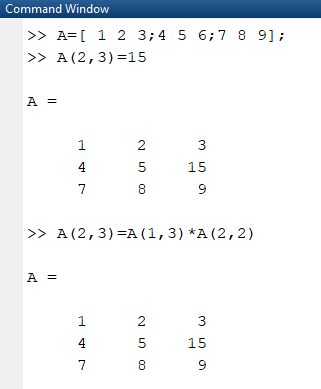 Command Window
>> A=[ 1 2 3;4 5 6;7 8 9];
>> A(2,3)=15
A =
1 2 3
4 5 15
7 8 9
>> A(2,3)=A(1,3)*A(2,2)
A =
1 2 3
4 5 15
7 8 9